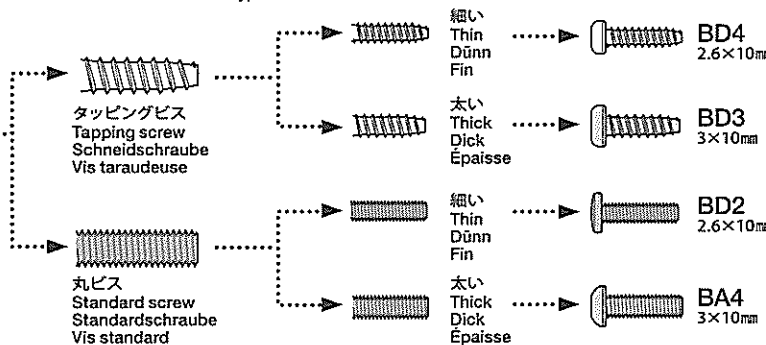 タッピングビス
Tapping screw
Schneidschraube
Vis taraudeuse
細い
Thin
Dünn
Fin
BD4
2.6×10㎜
太い
Thick
Dick
Épaisse
BD3
3×10㎜
丸ビス
Standard screw
Standardschraube
Vis standard
細い
Thin
Dünn
Fin
BD2
2.6×10㎜
太い
Thick
Dick
Épaisse
BA4
3×10㎜